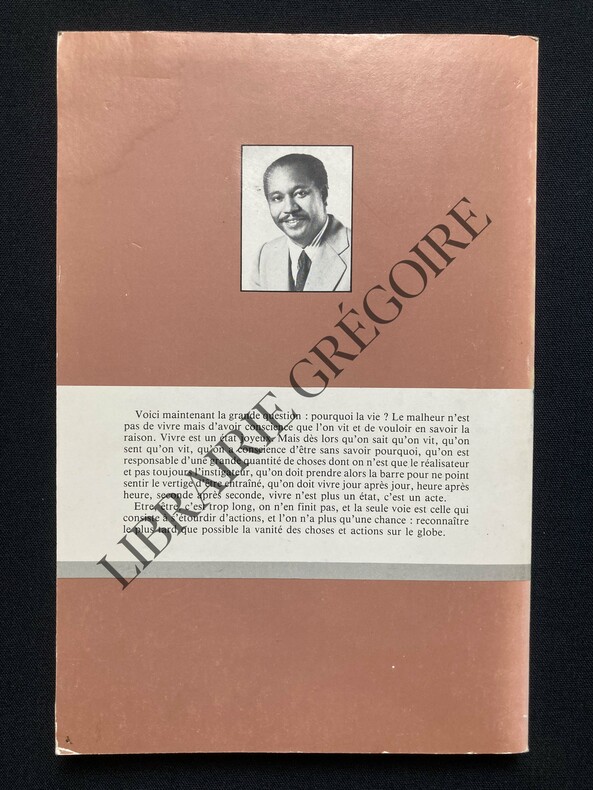 Voici maintenant la grande question : pourquoi la vie ? Le malheur n'est
pas de vivre mais d'avoir conscience que l'on vit et de vouloir en savoir la
raison. Vivre est un état joyeux. Mais dès lors qu'on sait qu'on vit, qu'on
sent qu'on vit, qu'on a conscience d'être sans savoir pourquoi, qu'on est
responsable d'une grande quantité de choses dont on n'est que le réalisateur
et pas toujours l'instigateur, qu'on doit prendre alors la barre pour ne point
sentir le vertige d'être entraîné, qu'on doit vivre jour après jour, heure après
heure, seconde après seconde, vivre n'est plus un état, c'est un acte.
Etre, c'est trop long, on n'en finit pas, et la seule voie est celle qui
consiste à s'étourdir d'actions, et l'on n'a plus qu'une chance : reconnaître
le plus tard que possible la vanité des choses et actions sur le globe.
LIBRAIRIE GRÉGOIRE